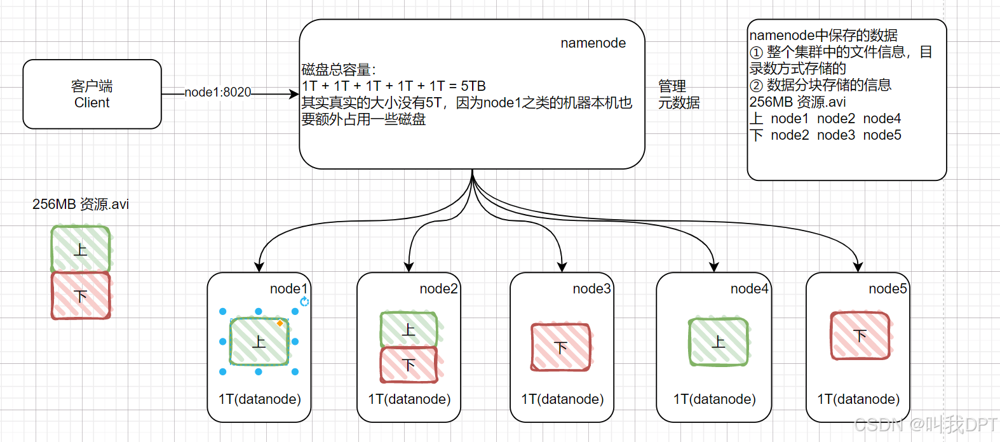 客户端
Client
node1:8020
namenode
磁盘总容量：
1T + 1T + 1T + 1T + 1T = 5TB
其实真实的大小没有5T，因为node1之类的机器本机也
要额外占用一些磁盘
管理
元数据
namenode中保存的数据
① 整个集群中的文件信息，目
录数方式存储的
② 数据分块存储的信息
256MB 资源.avi
上 node1 node2 node4
下 node2 node3 node5
256MB 资源.avi
上
下
node1
上
1T(datanode)
node2
上
下
1T(datanode)
node3
下
1T(datanode)
node4
上
1T(datanode)
node5
下
1T(datanode)
CSDN @叫我DPT